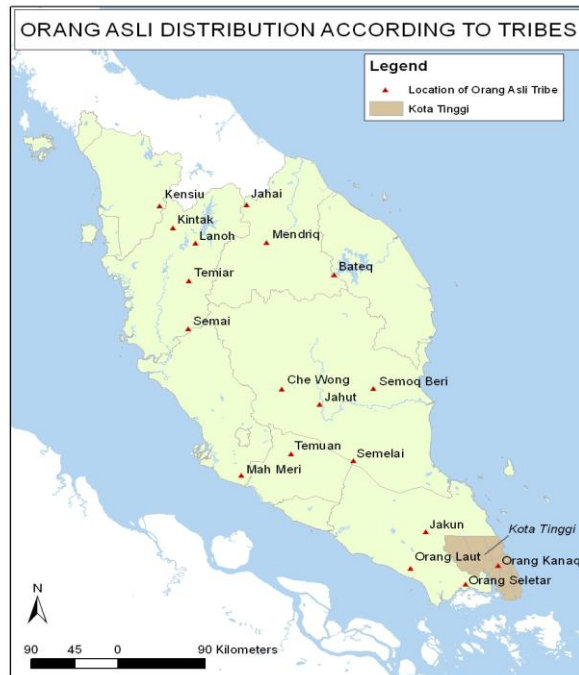 ORANG ASLI DISTRIBUTION ACCORDING TO TRIBES
Legend
Location of Orang Asli Tribe
Kota Tinggi
Kensiu
Jahai
Kintak
Lanoh
Mendriq
Bateq
Temiar
Semai
Che Wong
Semoq Beri
Jahut
Temuan
Semelai
Mah Meri
Jakun
Kota Tinggi
Orang Laut
Orang Kanaq
Orang Seletar
N
90 45 0 90 Kilometers